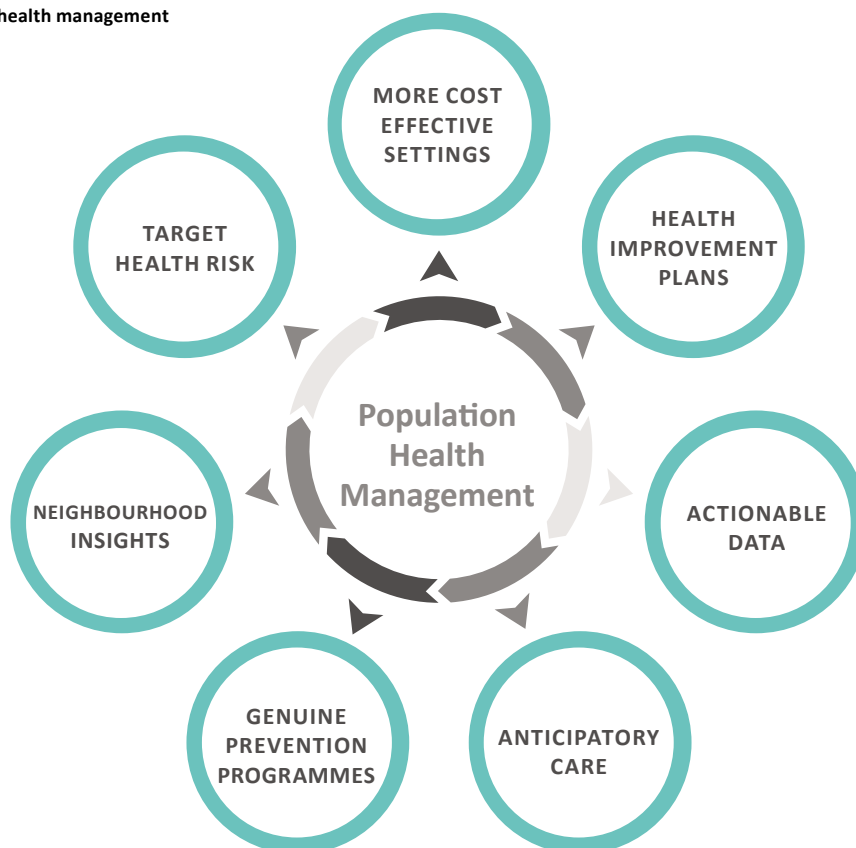 health management
MORE COST
EFFECTIVE
SETTINGS
HEALTH
IMPROVEMENT
PLANS
ACTIONABLE
DATA
ANTICIPATORY
CARE
GENUINE
PREVENTION
PROGRAMMES
NEIGHBOURHOOD
INSIGHTS
TARGET
HEALTH RISK
Population
Health
Management